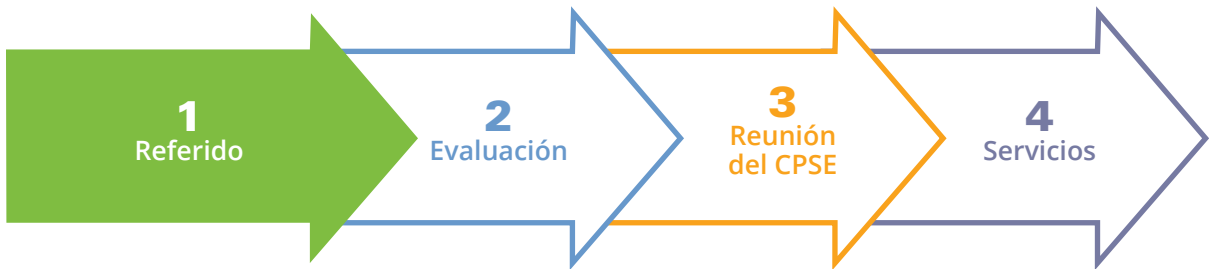 1
Referido
2
Evaluación
3
Reunión
del CPSE
4
Servicios